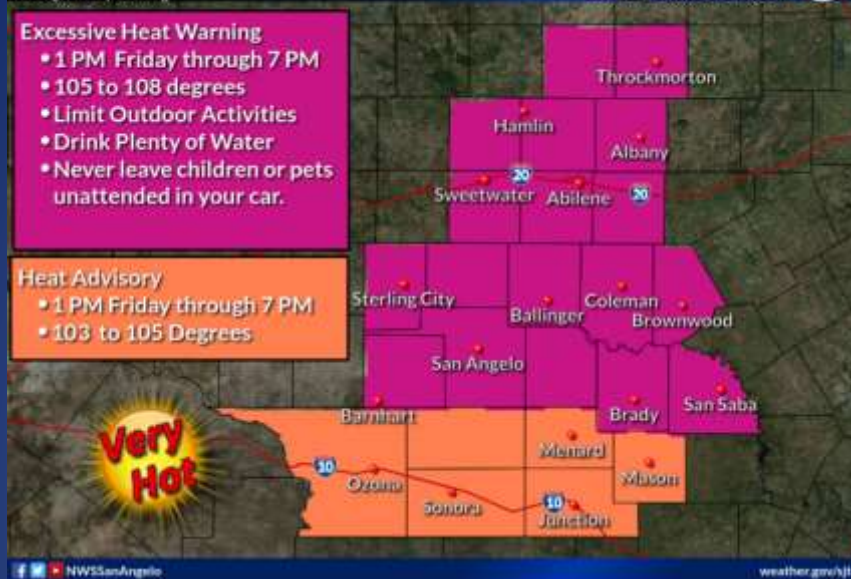 Excessive Heat Warning
• 1 PM Friday through 7 PM
• 105 to 108 degrees
• Limit Outdoor Activities
• Drink Plenty of Water
• Never leave children or pets
unattended in your car.
Heat Advisory
• 1 PM Friday through 7 PM
• 103 to 105 Degrees
Very
Hot
Throckmorton
Hamlin
Albany
20
Sweetwater
Abilene
20
Sterling City
Ballinger
Coleman
Brownwood
San Angelo
Barnhart
Brady
San Saba
Menard
10
Ozona
Mason
Sonora
10
Junction
NWSSanAngelo
weather.gov/sjt